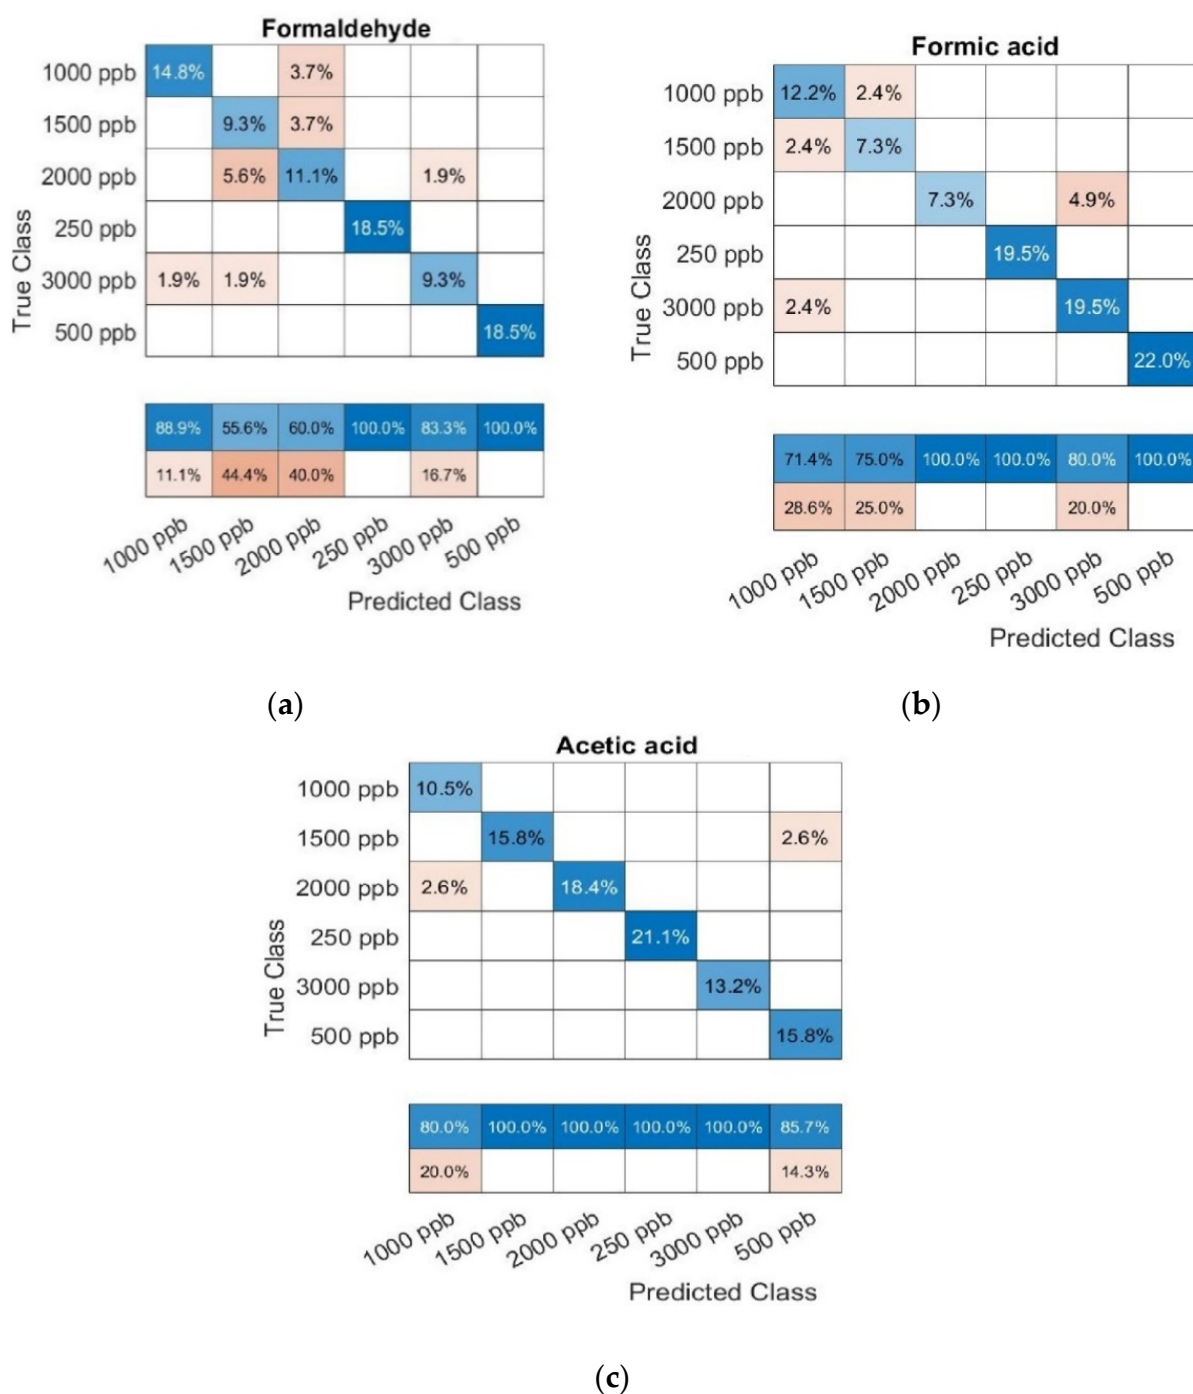 Formaldehyde
1000 ppb 14.8% 3.7%
1500 ppb 9.3% 3.7%
2000 ppb 5.6% 11.1% 1.9%
250 ppb 18.5%
3000 ppb 1.9% 1.9% 9.3%
500 ppb 18.5%
True Class
88.9% 55.6% 60.0% 100.0% 83.3% 100.0%
11.1% 44.4% 40.0% 16.7%
1000 ppb 1500 ppb 2000 ppb 250 ppb 3000 ppb 500 ppb
Predicted Class
(a)
Formic acid
1000 ppb 12.2% 2.4%
1500 ppb 2.4% 7.3%
2000 ppb 7.3% 4.9%
250 ppb 19.5%
3000 ppb 2.4% 19.5%
500 ppb 22.0%
True Class
71.4% 75.0% 100.0% 100.0% 80.0% 100.0%
28.6% 25.0% 20.0%
1000 ppb 1500 ppb 2000 ppb 250 ppb 3000 ppb 500 ppb
Predicted Class
(b)
Acetic acid
1000 ppb 10.5%
1500 ppb 15.8% 2.6%
2000 ppb 2.6% 18.4%
250 ppb 21.1%
3000 ppb 13.2%
500 ppb 15.8%
True Class
80.0% 100.0% 100.0% 100.0% 100.0% 85.7%
20.0% 14.3%
1000 ppb 1500 ppb 2000 ppb 250 ppb 3000 ppb 500 ppb
Predicted Class
(c)